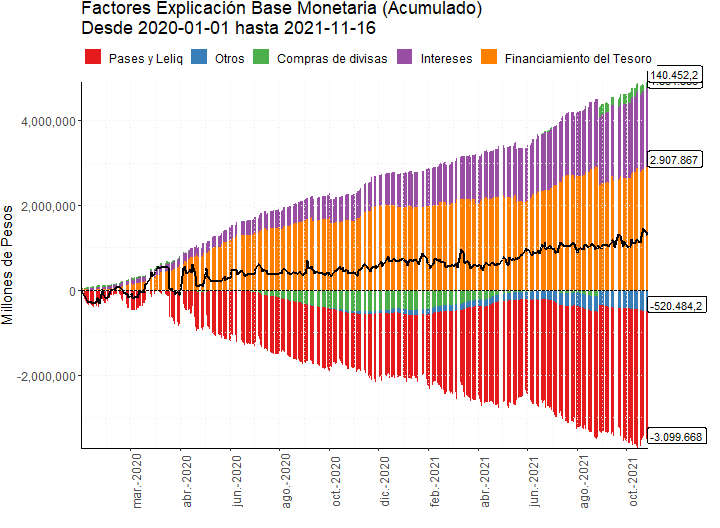 Factores Explicación Base Monetaria (Acumulado)
Desde 2020-01-01 hasta 2021-11-16
Pases y Leliq Otros Compras de divisas Intereses Financiamiento del Tesoro
140.452,2
4,000,000
2.907.867
2,000,000
Millones de Pesos
0
-520.484,2
-2,000,000
-3.099.668
mar.-2020
abr.-2020
jun.-2020
ago.-2020
oct.-2020
dic.-2020
feb.-2021
abr.-2021
jun.-2021
ago.-2021
oct.-2021